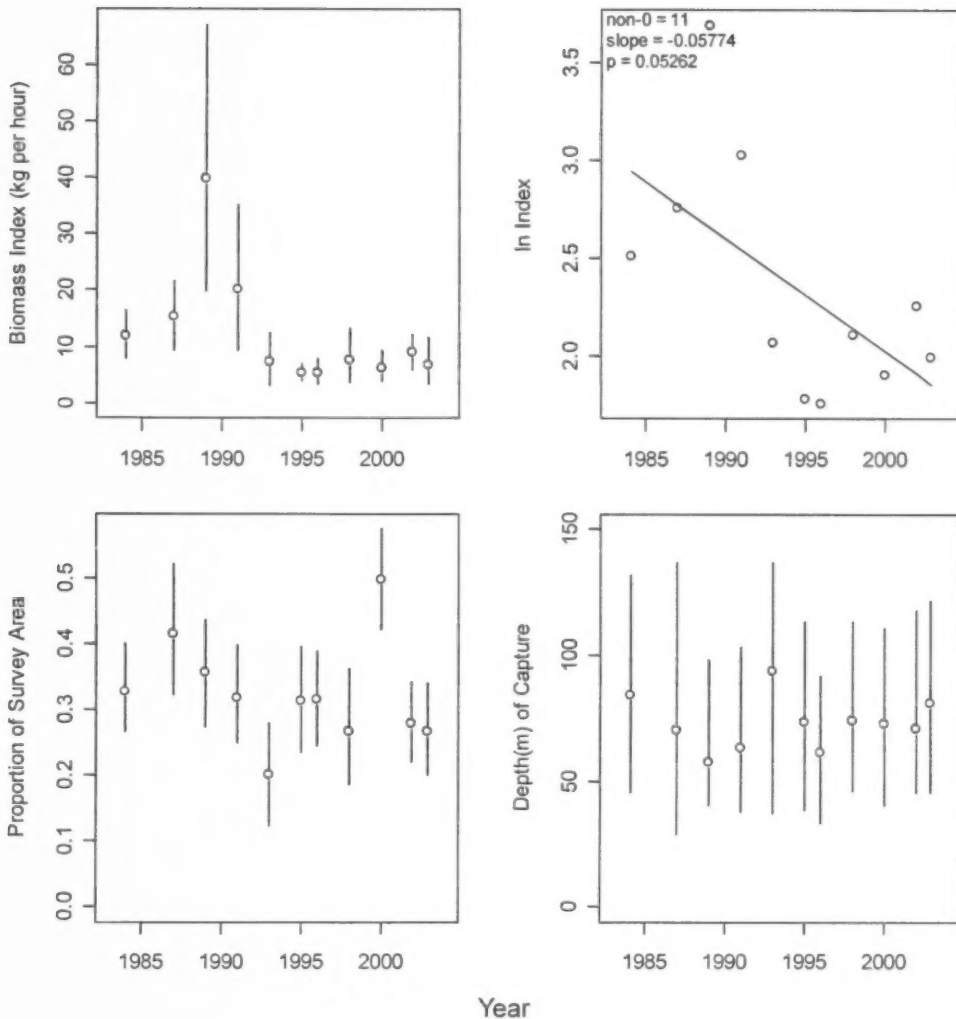 Biomass Index (kg per hour)
0 10 20 30 40 50 60
1985 1990 1995 2000
non-0 = 11
slope = -0.05774
p = 0.05262
ln Index
2.0 2.5 3.0 3.5
1985 1990 1995 2000
Proportion of Survey Area
0.0 0.1 0.2 0.3 0.4 0.5
1985 1990 1995 2000
Depth(m) of Capture
0 50 100 150
1985 1990 1995 2000
Year